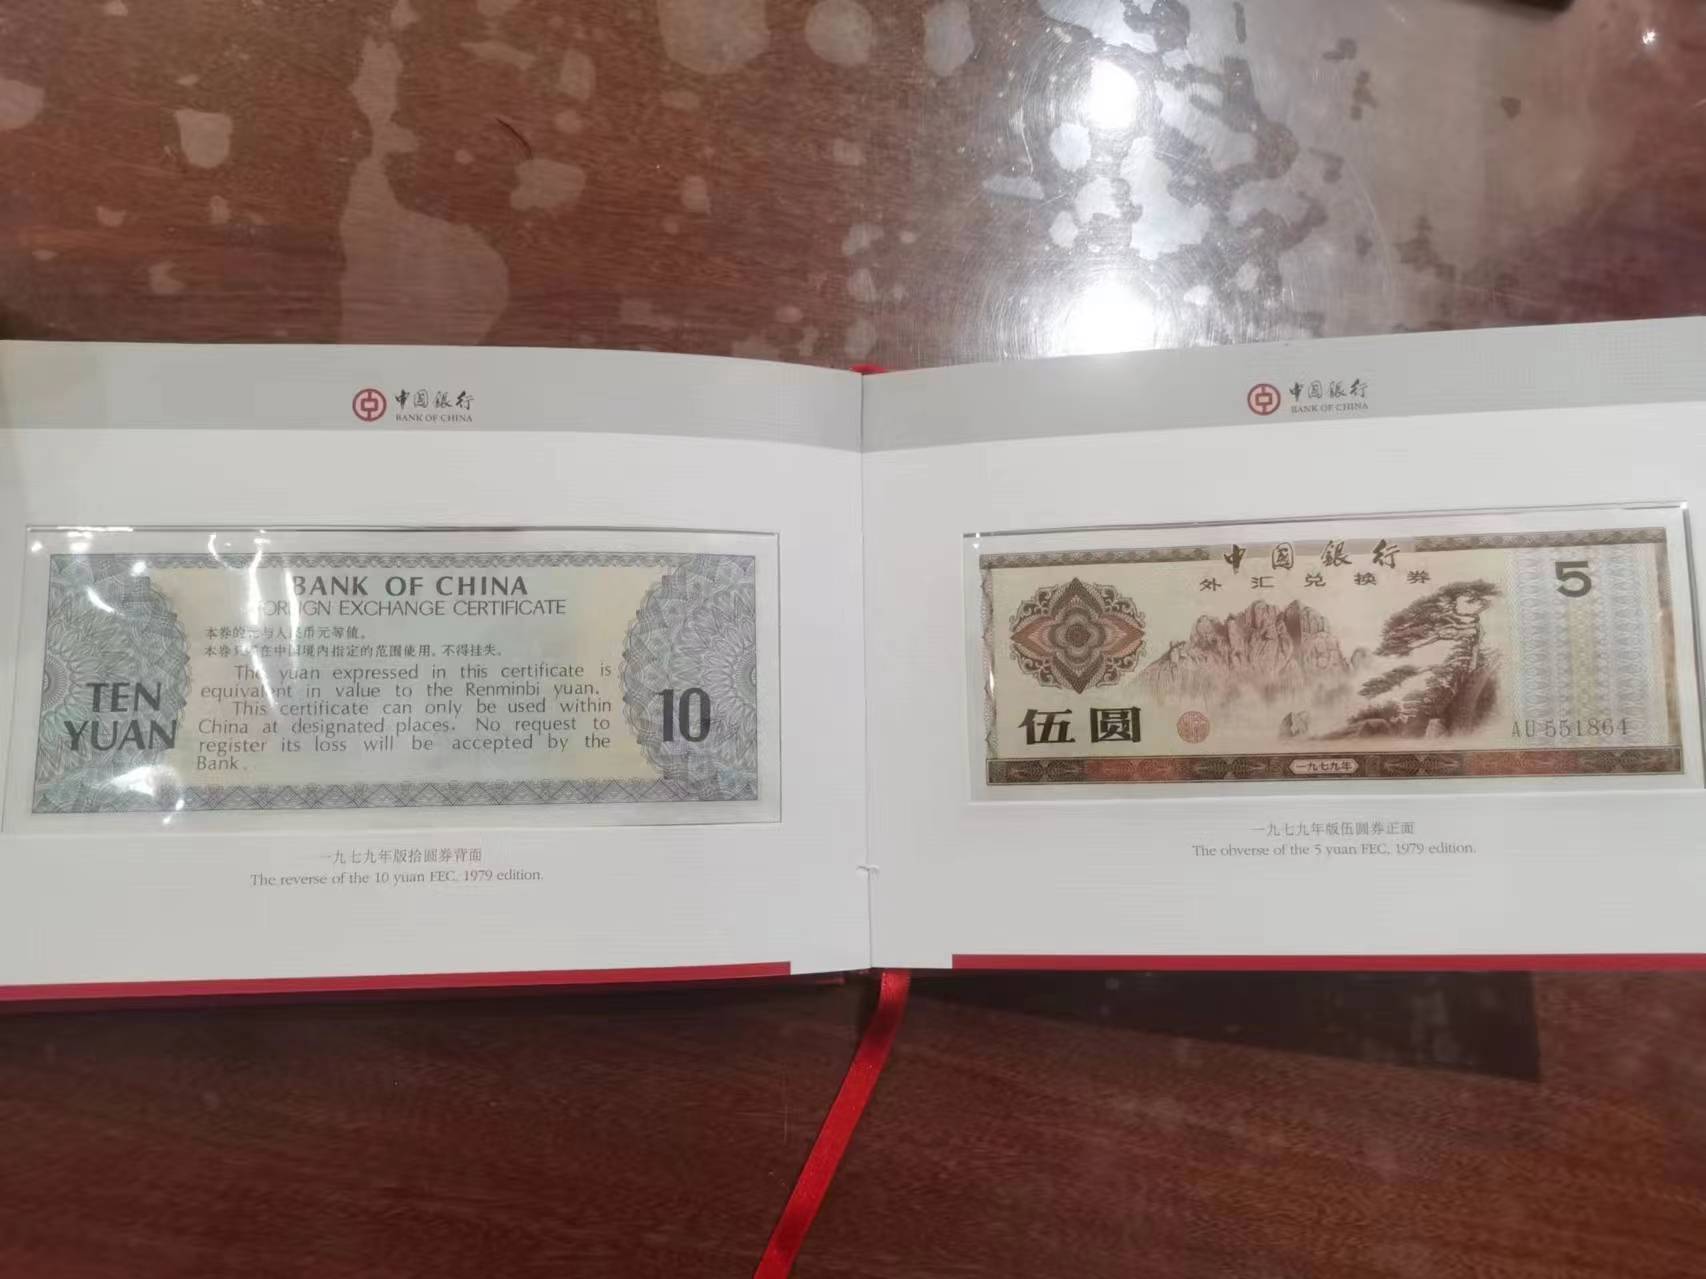 中国銀行
BANK OF CHINA
BANK OF CHINA
FOREIGN EXCHANGE CERTIFICATE
本券的元与人民币元等值。
本券只能在中国境内指定的范围使用。不得挂失。
The yuan expressed in this certificate is
equivalent in value to the Renminbi yuan.
This certificate can only be used within
China at designated places. No request to
register its loss will be accepted by the
Bank.
TEN
YUAN
10
一九七九年版拾圆券背面
The reverse of the 10 yuan FEC, 1979 edition.
中国銀行
BANK OF CHINA
中国銀行
外汇兑换券
5
伍圆
AU 551864
一九七九年
一九七九年版伍圆券正面
The obverse of the 5 yuan FEC, 1979 edition.